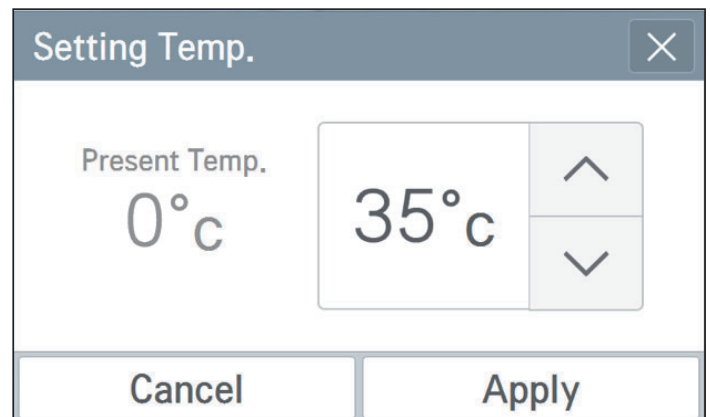 Setting Temp.
Present Temp.
0°c
35°c
Cancel
Apply